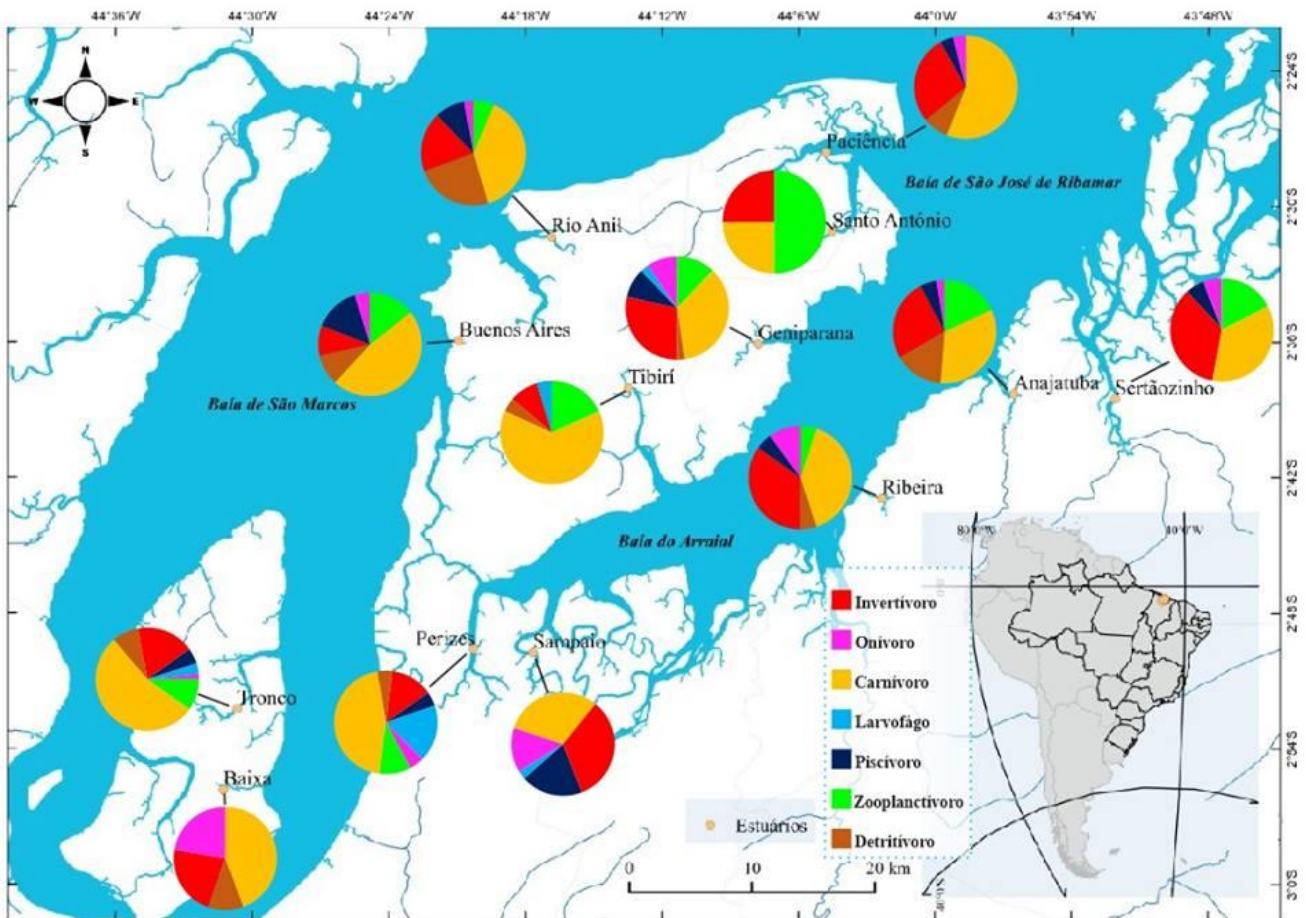 44°36'W 44°30'W 44°24'W 44°18'W 44°12'W 44°6'W 44°0'W 43°54'W 43°48'W
N
W E
S
2°24'S
Paciência
Baía de São José de Ribamar
2°30'S
Rio Anil
Santo Antônio
Buenos Aires
Geniparana
2°36'S
Tibirí
Anajatuba
Sertãozinho
Baía de São Marcos
2°42'S
Ribeira
Baía do Arraial
80°0'W
40°0'W
2°48'S
Invertívoro
Perizes
Sampaio
Onívoro
Tronco
Carnívoro
Larvofágo
2°54'S
Piscívoro
Baixa
Zooplanctívoro
Estuários
Detritívoro
0 10 20 km
3°0'S